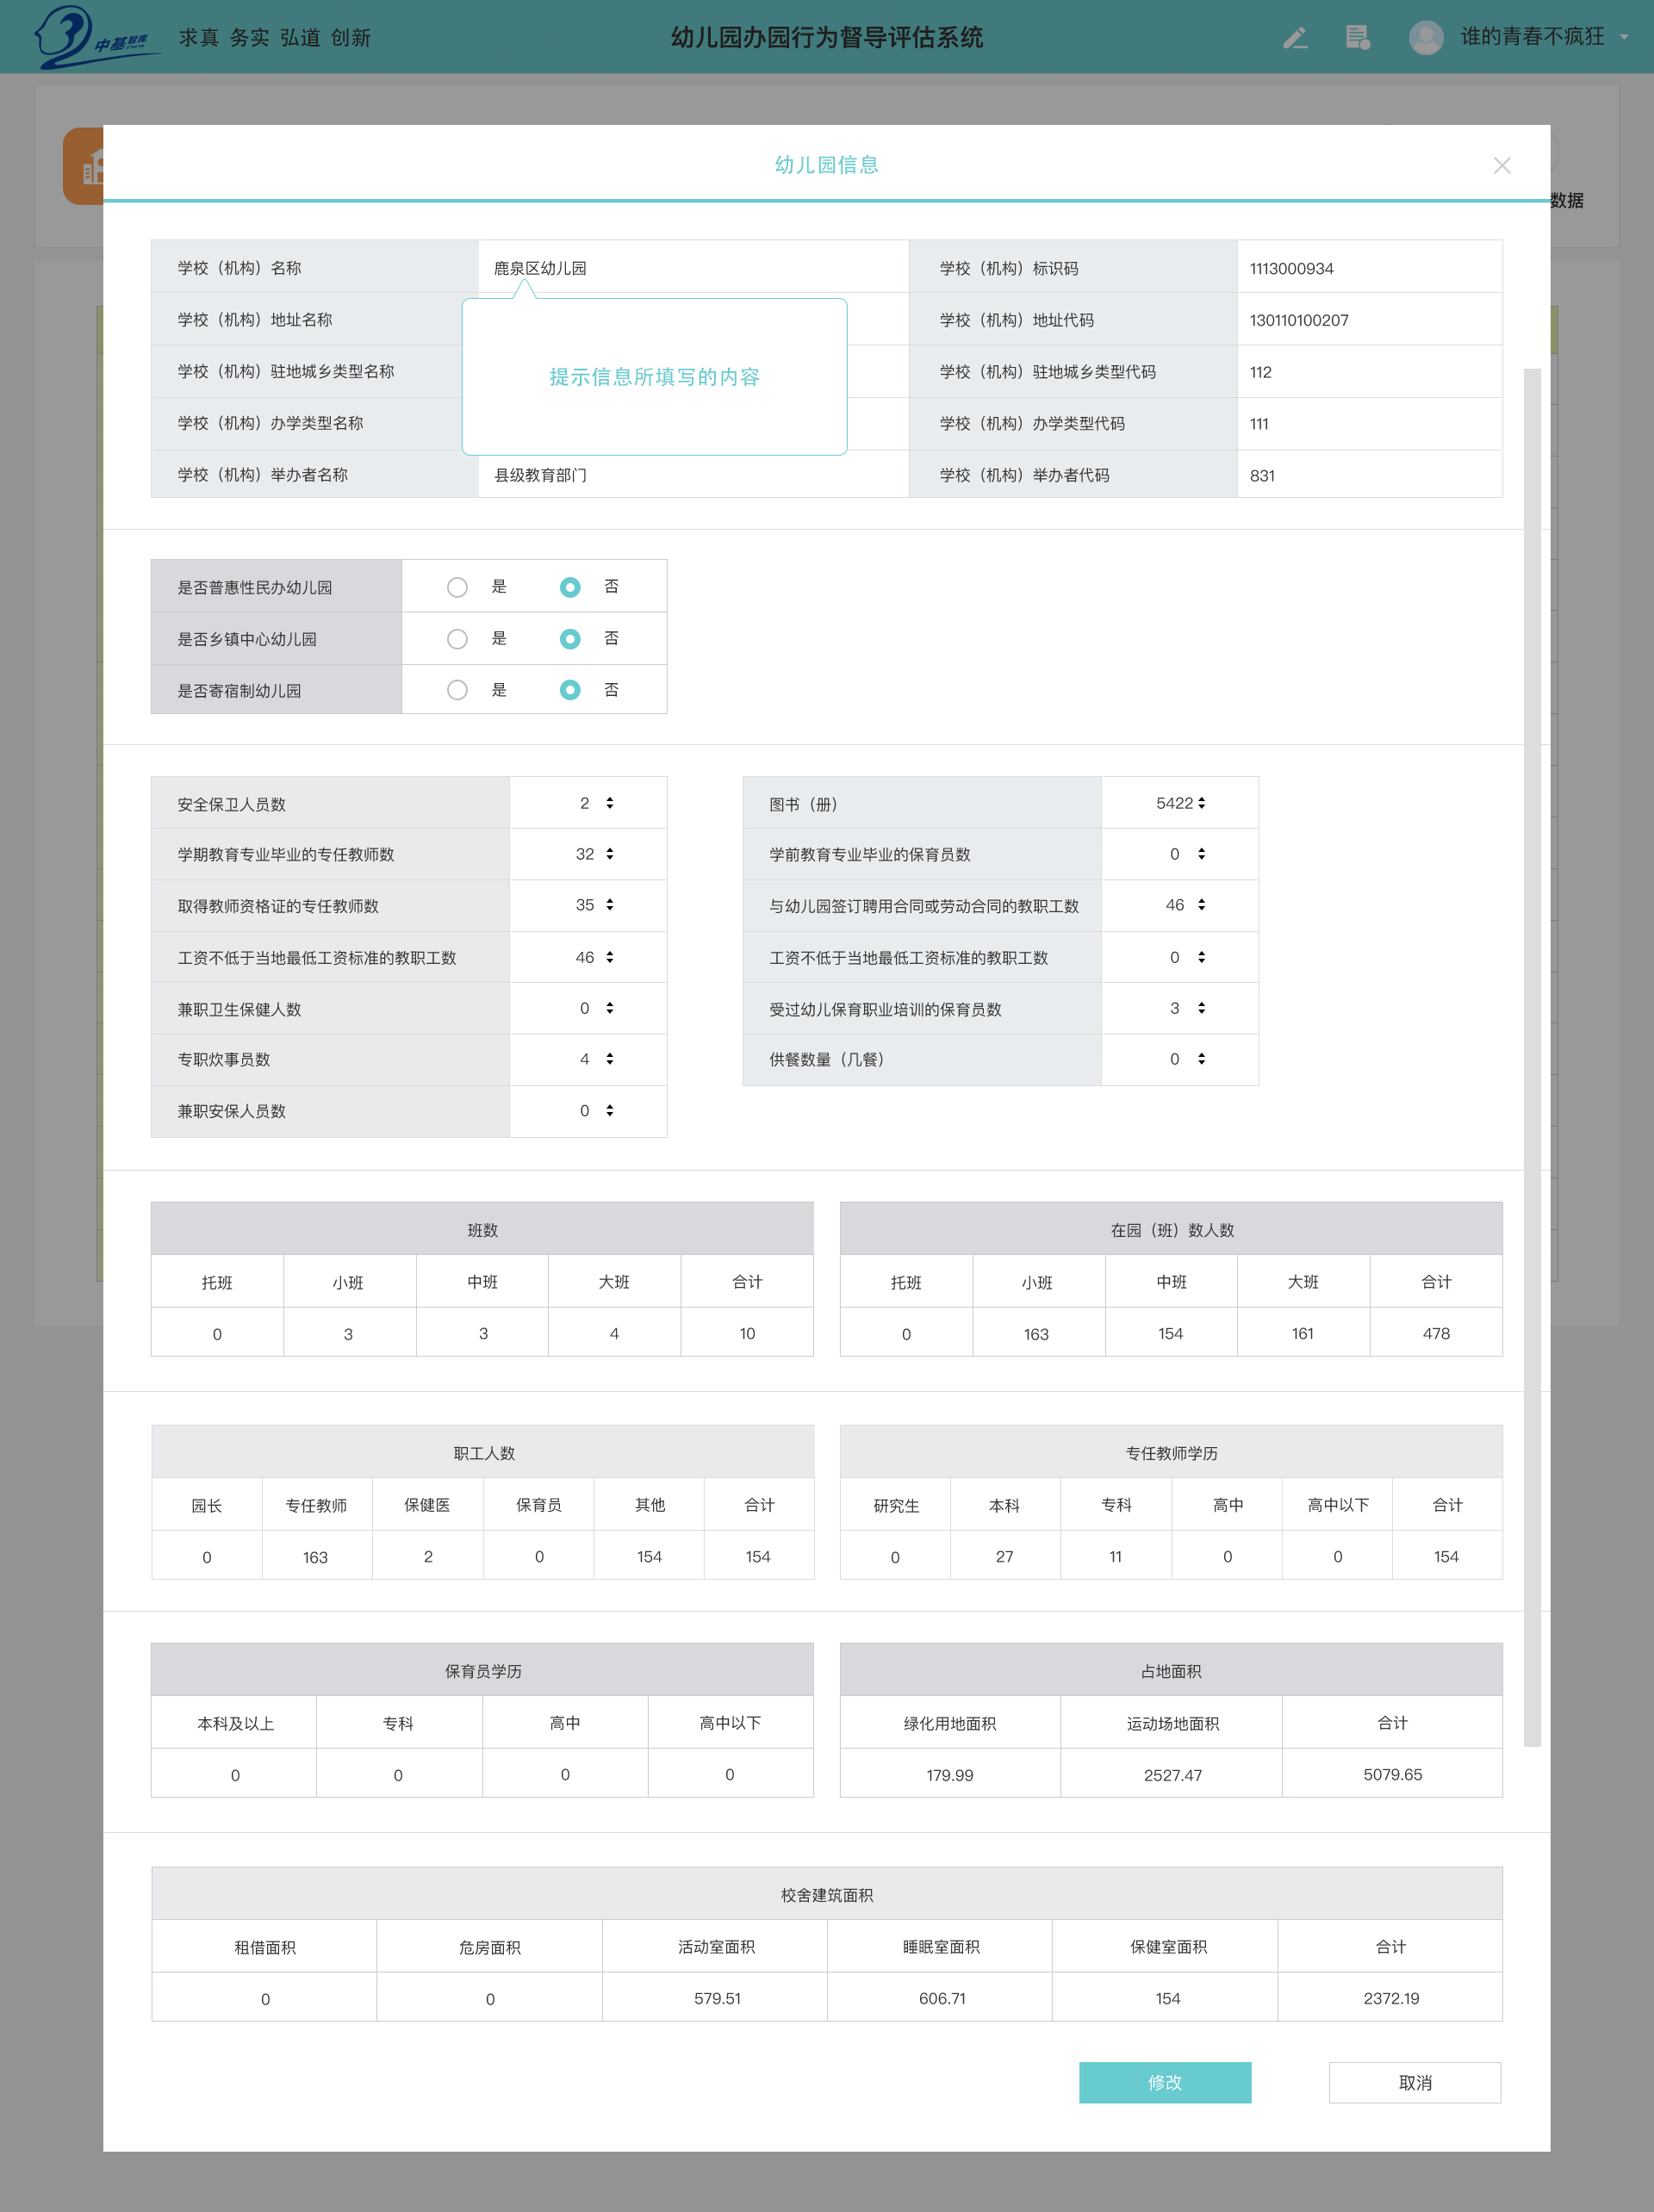 中基智库
求真 务实 弘道 创新
幼儿园办园行为督导评估系统
谁的青春不疯狂
数据
幼儿园信息
学校（机构）名称 鹿泉区幼儿园 学校（机构）标识码 1113000934
学校（机构）地址名称 学校（机构）地址代码 130110100207
学校（机构）驻地城乡类型名称 学校（机构）驻地城乡类型代码 112
提示信息所填写的内容
学校（机构）办学类型名称 学校（机构）办学类型代码 111
学校（机构）举办者名称 县级教育部门 学校（机构）举办者代码 831
是否普惠性民办幼儿园 是 否
是否乡镇中心幼儿园 是 否
是否寄宿制幼儿园 是 否
安全保卫人员数 2 图书（册） 5422
学期教育专业毕业的专任教师数 32 学前教育专业毕业的保育员数 0
取得教师资格证的专任教师数 35 与幼儿园签订聘用合同或劳动合同的教职工数 46
工资不低于当地最低工资标准的教职工数 46 工资不低于当地最低工资标准的教职工数 0
兼职卫生保健人数 0 受过幼儿保育职业培训的保育员数 3
专职炊事员数 4 供餐数量（几餐） 0
兼职安保人员数 0
班数 在园（班）数人数
托班 小班 中班 大班 合计 托班 小班 中班 大班 合计
0 3 3 4 10 0 163 154 161 478
职工人数 专任教师学历
园长 专任教师 保健医 保育员 其他 合计 研究生 本科 专科 高中 高中以下 合计
0 163 2 0 154 154 0 27 11 0 0 154
保育员学历 占地面积
本科及以上 专科 高中 高中以下 绿化用地面积 运动场地面积 合计
0 0 0 0 179.99 2527.47 5079.65
校舍建筑面积
租借面积 危房面积 活动室面积 睡眠室面积 保健室面积 合计
0 0 579.51 606.71 154 2372.19
修改 取消